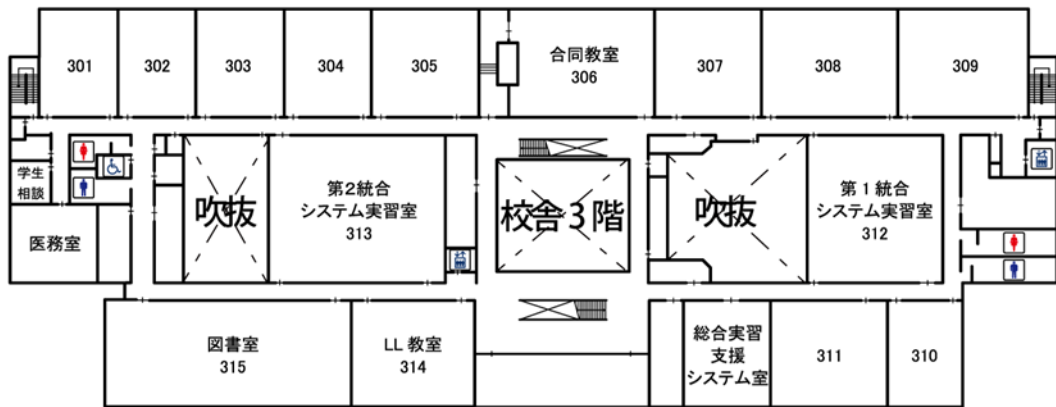 301
302
303
304
305
合同教室
306
307
308
309
学生
相談
医務室
吹抜
第2統合
システム実習室
313
校舎3階
吹抜
第1統合
システム実習室
312
図書室
315
LL教室
314
総合実習
支援
システム室
311
310